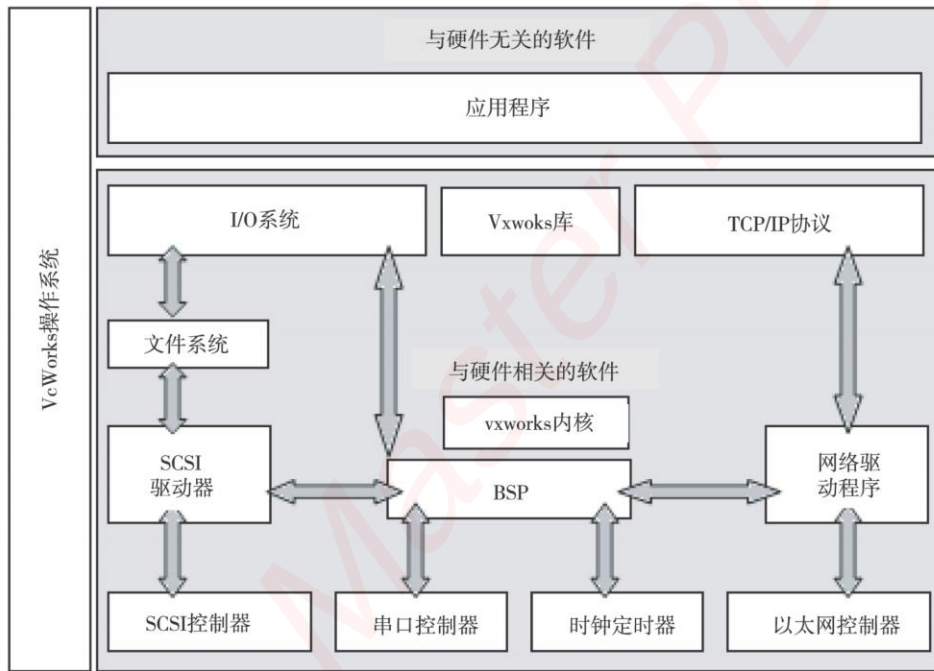 VcWorks操作系统
与硬件无关的软件
应用程序
I/O系统
Vxwoks库
TCP/IP协议
文件系统
与硬件相关的软件
vxworks内核
SCSI
驱动器
BSP
网络驱
动程序
SCSI控制器
串口控制器
时钟定时器
以太网控制器
Master PD